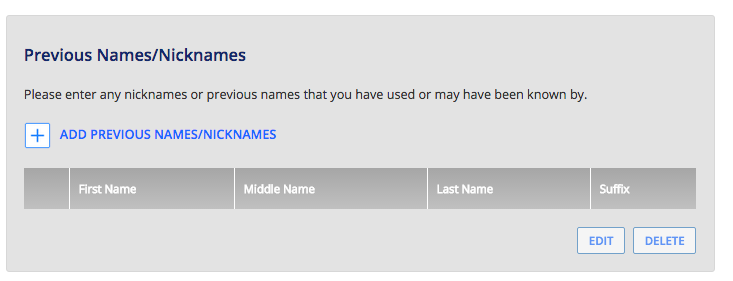 Previous Names/Nicknames
Please enter any nicknames or previous names that you have used or may have been known by.
ADD PREVIOUS NAMES/NICKNAMES
First Name Middle Name Last Name Suffix
EDIT DELETE